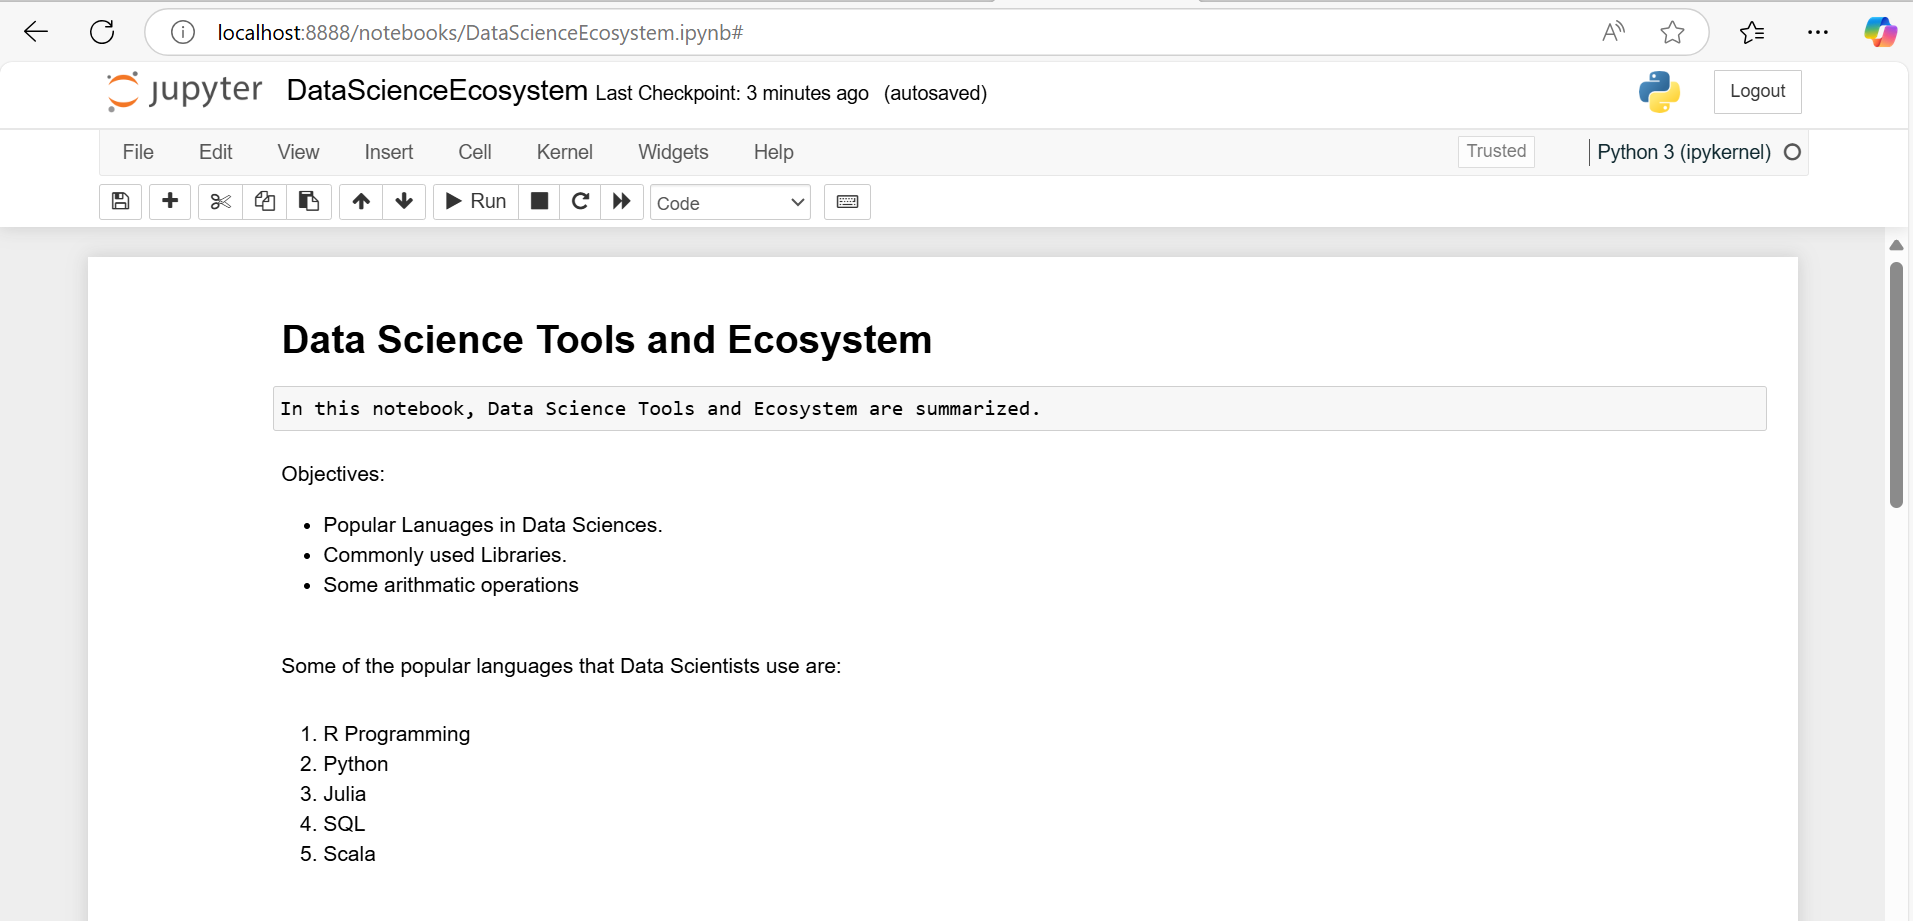 localhost:8888/notebooks/DataScienceEcosystem.ipynb#
jupyter DataScienceEcosystem Last Checkpoint: 3 minutes ago (autosaved)
Logout
File Edit View Insert Cell Kernel Widgets Help
Trusted
Python 3 (ipykernel)
Run
Code
Data Science Tools and Ecosystem
In this notebook, Data Science Tools and Ecosystem are summarized.
Objectives:
• Popular Lanuages in Data Sciences.
• Commonly used Libraries.
• Some arithmatic operations
Some of the popular languages that Data Scientists use are:
1. R Programming
2. Python
3. Julia
4. SQL
5. Scala